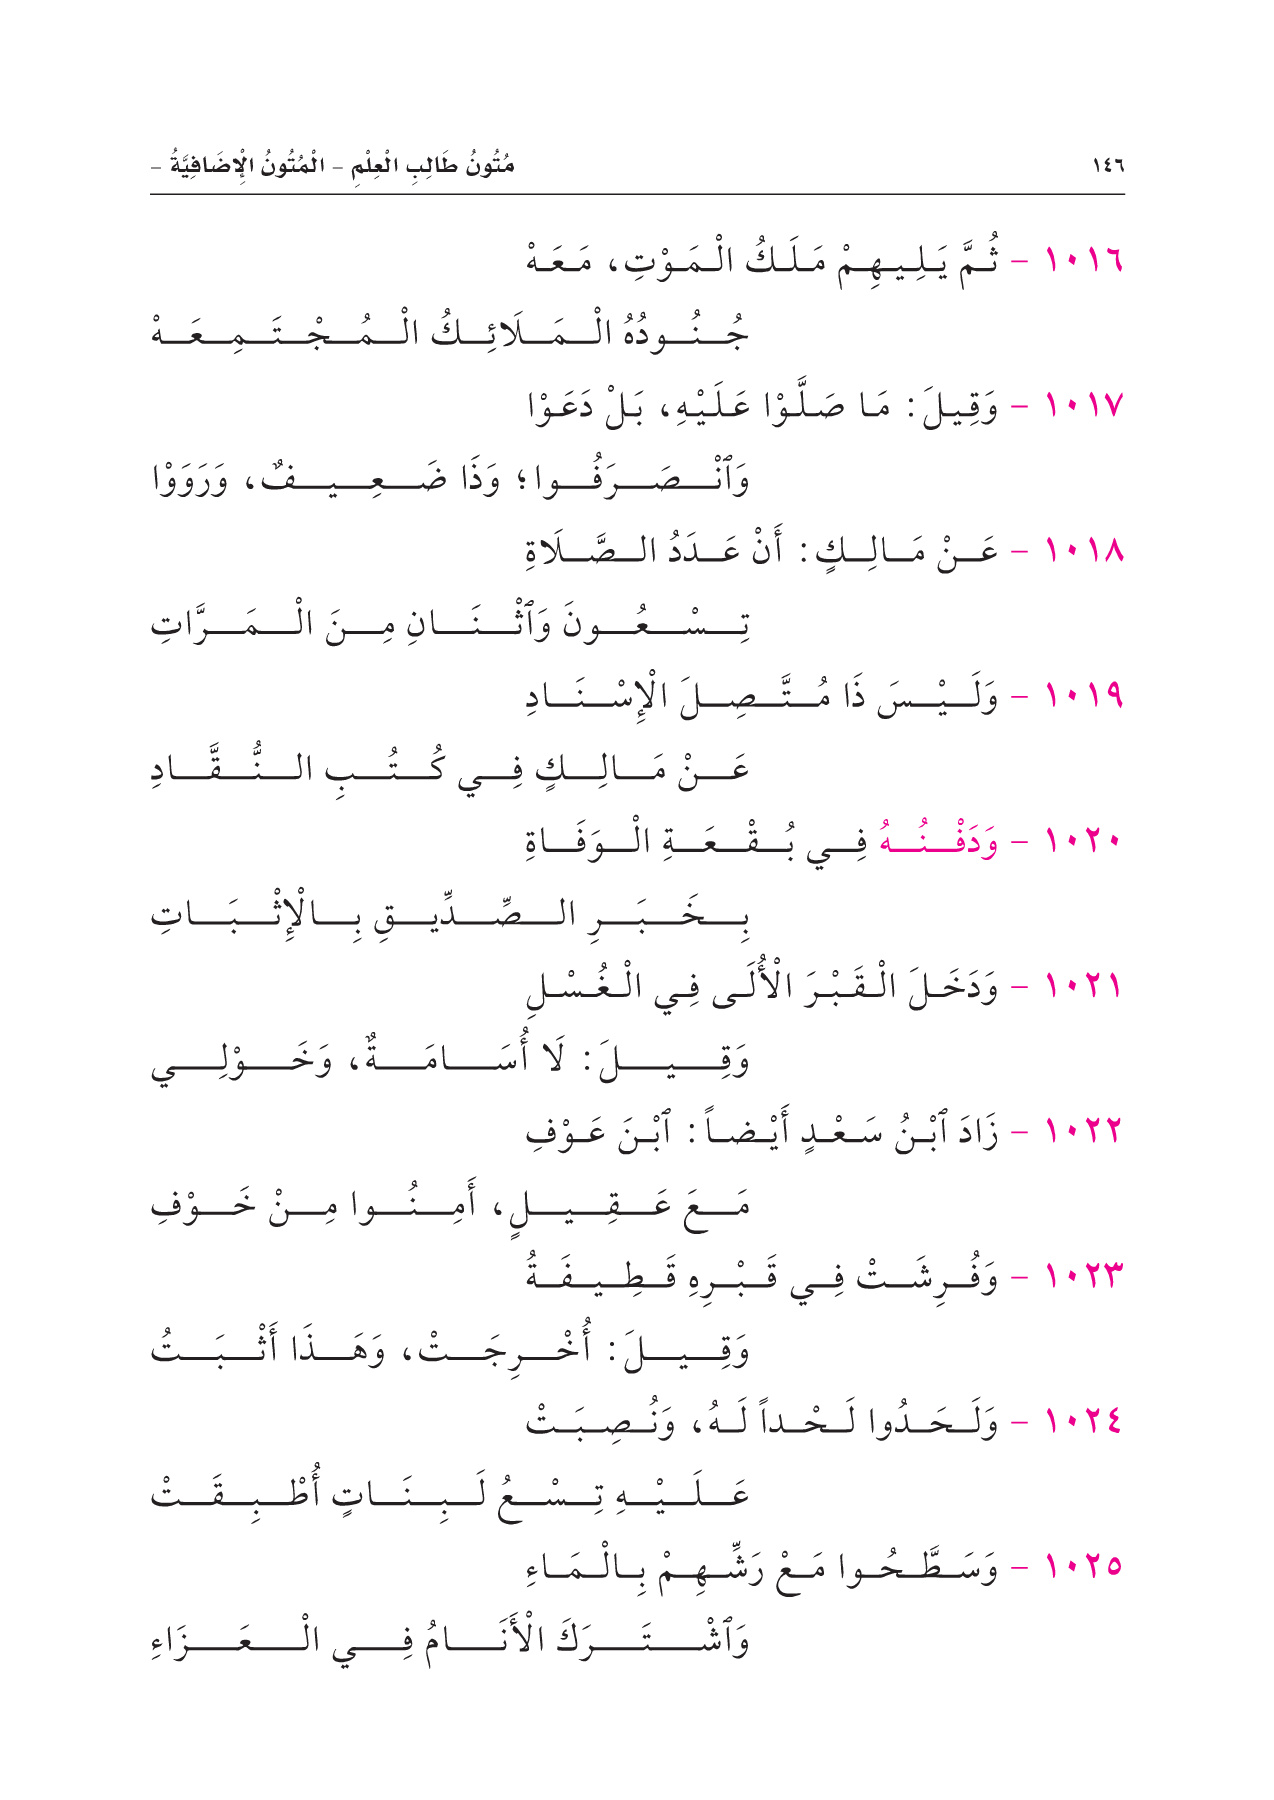 ١٤٦ مُتُونُ طَالِبِ الْعِلْمِ – الْمُتُونُ الْإِضَافِيَّةُ –
١٠١٦ – ثُمَّ يَلِيهِمْ مَلَكُ الْمَوْتِ، مَعَهْ
جُنُودُهُ الْمَلَائِكُ الْمُجْتَمِعَهْ
١٠١٧ – وَقِيلَ: مَا صَلَّوْا عَلَيْهِ، بَلْ دَعَوْا
وَٱنْصَرَفُوا؛ وَذَا ضَعِيفٌ، وَرَوَوْا
١٠١٨ – عَنْ مَالِكٍ: أَنْ عَدَدُ الصَّلَاةِ
تِسْعُونَ وَٱثْنَانِ مِنَ الْمَرَّاتِ
١٠١٩ – وَلَيْسَ ذَا مُتَّصِلَ الْإِسْنَادِ
عَنْ مَالِكٍ فِي كُتُبِ النُّقَّادِ
١٠٢٠ – وَدَفْنُهُ فِي بُقْعَةِ الْوَفَاةِ
بِخَبَرِ الصِّدِّيقِ بِالْإِثْبَاتِ
١٠٢١ – وَدَخَلَ الْقَبْرَ الْأُلَى فِي الْغُسْلِ
وَقِيلَ: لَا أُسَامَةٌ، وَخَوْلِي
١٠٢٢ – زَادَ ٱبْنُ سَعْدٍ أَيْضاً: ٱبْنَ عَوْفِ
مَعَ عَقِيلٍ، أَمِنُوا مِنْ خَوْفِ
١٠٢٣ – وَفُرِشَتْ فِي قَبْرِهِ قَطِيفَةُ
وَقِيلَ: أُخْرِجَتْ، وَهَذَا أَثْبَتُ
١٠٢٤ – وَلَحَدُوا لَحْداً لَهُ، وَنُصِبَتْ
عَلَيْهِ تِسْعُ لَبِنَاتٍ أُطْبِقَتْ
١٠٢٥ – وَسَطَّحُوا مَعْ رَشِّهِمْ بِالْمَاءِ
وَٱشْتَرَكَ الْأَنَامُ فِي الْعَزَاءِ